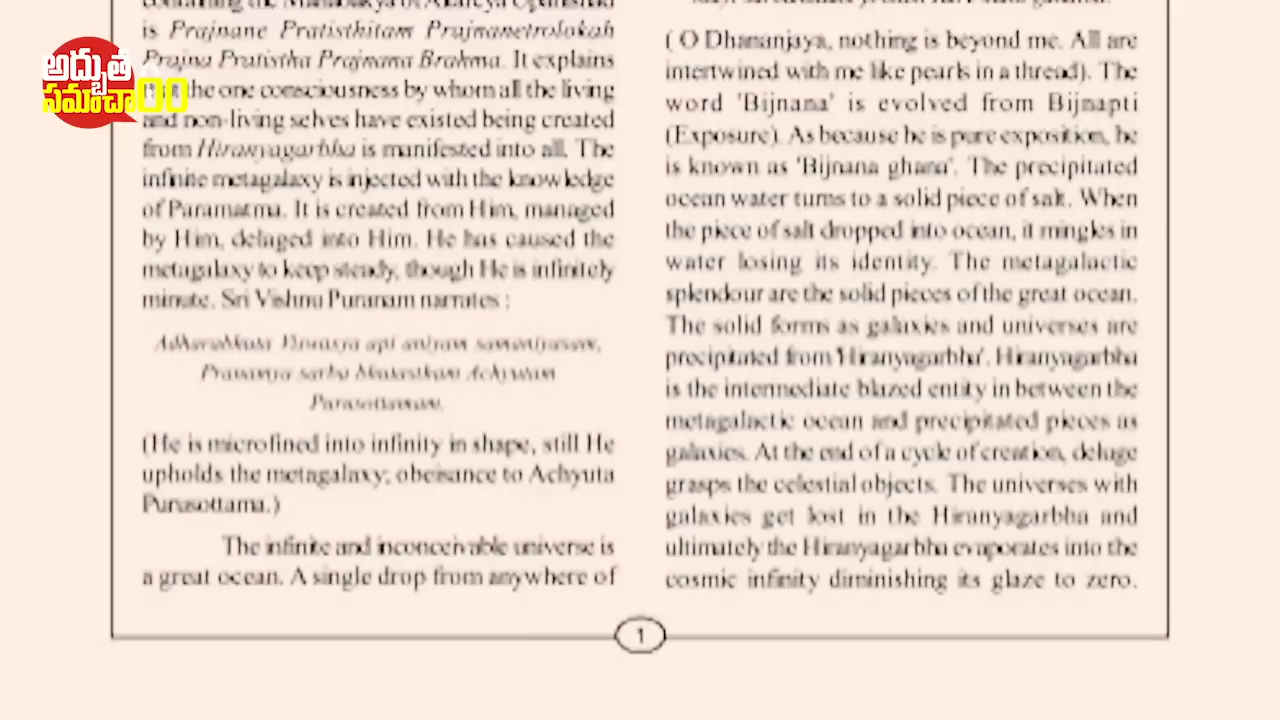 అద్భుత
సమాచారం
is Prajnane Pratisthitam Prajnanetrolokah
Prajna Pratistha Prajnana Brahma. It explains
that the one consciousness by whom all the living
and non-living selves have existed being created
from Hiranyagarbha is manifested into all. The
infinite metagalaxy is injected with the knowledge
of Paramatma. It is created from Him, managed
by Him, deluged into Him. He has caused the
metagalaxy to keep steady, though He is infinitely
minute. Sri Vishnu Puranam narrates :
(He is microfined into infinity in shape, still He
upholds the metagalaxy; obeisance to Achyuta
Purusottama.)
The infinite and inconceivable universe is
a great ocean. A single drop from anywhere of
( O Dhananjaya, nothing is beyond me. All are
intertwined with me like pearls in a thread). The
word 'Bijnana' is evolved from Bijnapti
(Exposure). As because he is pure exposition, he
is known as 'Bijnana ghana'. The precipitated
ocean water turns to a solid piece of salt. When
the piece of salt dropped into ocean, it mingles in
water losing its identity. The metagalactic
splendour are the solid pieces of the great ocean.
The solid forms as galaxies and universes are
precipitated from 'Hiranyagarbha'. Hiranyagarbha
is the intermediate blazed entity in between the
metagalactic ocean and precipitated pieces as
galaxies. At the end of a cycle of creation, deluge
grasps the celestial objects. The universes with
galaxies get lost in the Hiranyagarbha and
ultimately the Hiranyagarbha evaporates into the
cosmic infinity diminishing its glaze to zero.
1